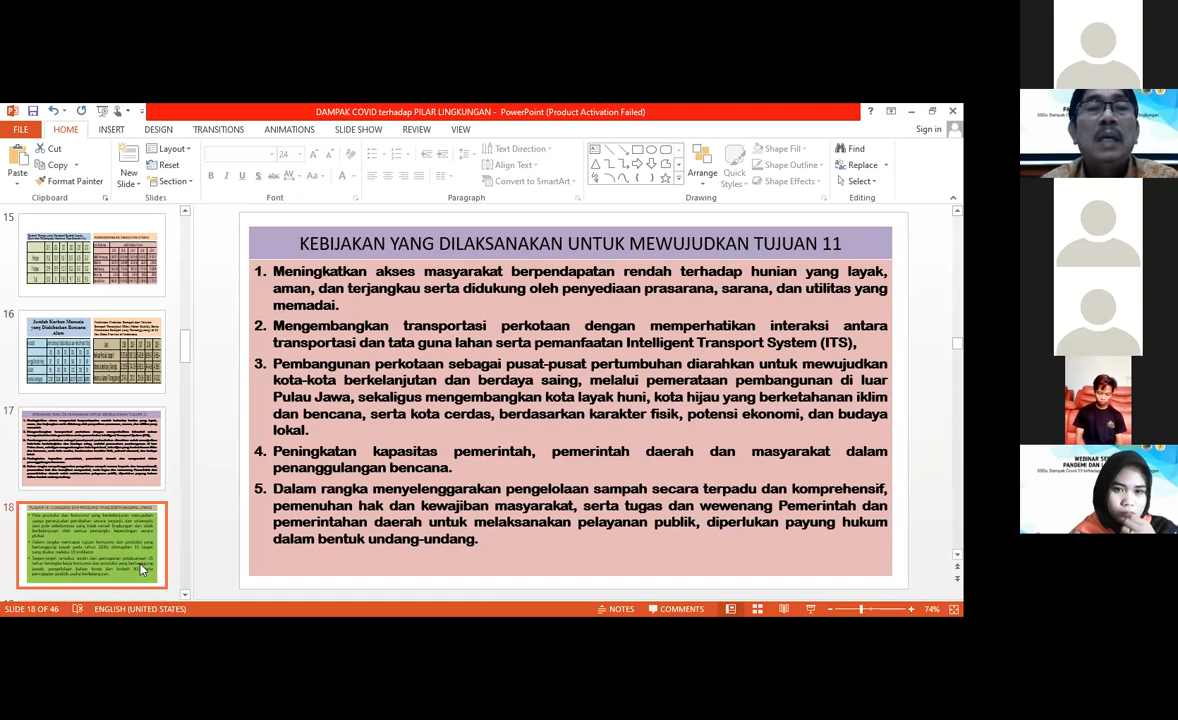 DAMPAK COVID terhadap PILAR LINGKUNGAN - PowerPoint (Product Activation Failed)
FILE HOME INSERT DESIGN TRANSITIONS ANIMATIONS SLIDE SHOW REVIEW VIEW Sign in
Paste
Cut
Copy
Format Painter
Clipboard
New
Slide
Layout
Reset
Section
Slides
24
Font
Text Direction
Align Text
Convert to SmartArt
Paragraph
Arrange
Quick
Styles
Shape Fill
Shape Outline
Shape Effects
Drawing
Find
Replace
Select
Editing
15
16
Jumlah Korban Manusia
yang Diakibatkan Bencana
Alam
17
18
KEBIJAKAN YANG DILAKSANAKAN UNTUK MEWUJUDKAN TUJUAN 11
1. Meningkatkan akses masyarakat berpendapatan rendah terhadap hunian yang layak,
aman, dan terjangkau serta didukung oleh penyediaan prasarana, sarana, dan utilitas yang
memadai.
2. Mengembangkan transportasi perkotaan dengan memperhatikan interaksi antara
transportasi dan tata guna lahan serta pemanfaatan Intelligent Transport System (ITS),
3. Pembangunan perkotaan sebagai pusat-pusat pertumbuhan diarahkan untuk mewujudkan
kota-kota berkelanjutan dan berdaya saing, melalui pemerataan pembangunan di luar
Pulau Jawa, sekaligus mengembangkan kota layak huni, kota hijau yang berketahanan iklim
dan bencana, serta kota cerdas, berdasarkan karakter fisik, potensi ekonomi, dan budaya
lokal.
4. Peningkatan kapasitas pemerintah, pemerintah daerah dan masyarakat dalam
penanggulangan bencana.
5. Dalam rangka menyelenggarakan pengelolaan sampah secara terpadu dan komprehensif,
pemenuhan hak dan kewajiban masyarakat, serta tugas dan wewenang Pemerintah dan
pemerintahan daerah untuk melaksanakan pelayanan publik, diperlukan payung hukum
dalam bentuk undang-undang.
SLIDE 18 OF 46 ENGLISH (UNITED STATES) NOTES COMMENTS 74%
WEBINAR
PANDEMI DAN